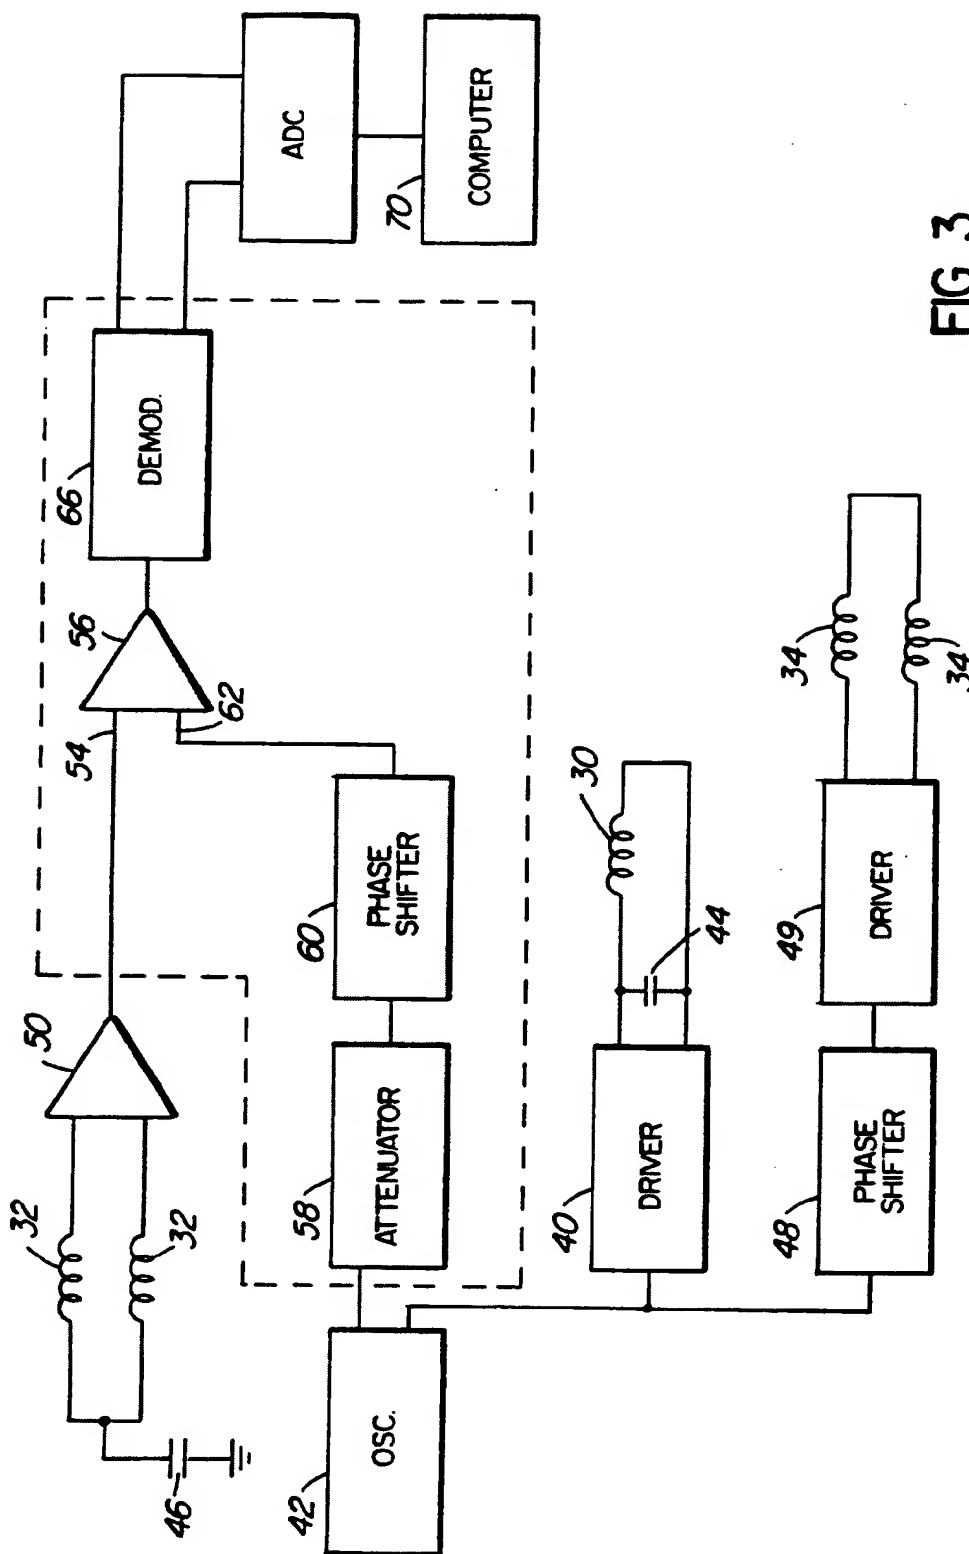 32
32
46
50
54
56
62
66
DEMOD.
ADC
70
COMPUTER
42
OSC.
58
ATTENUATOR
60
PHASE
SHIFTER
40
DRIVER
44
30
48
PHASE
SHIFTER
49
DRIVER
34
34
FIG. 3